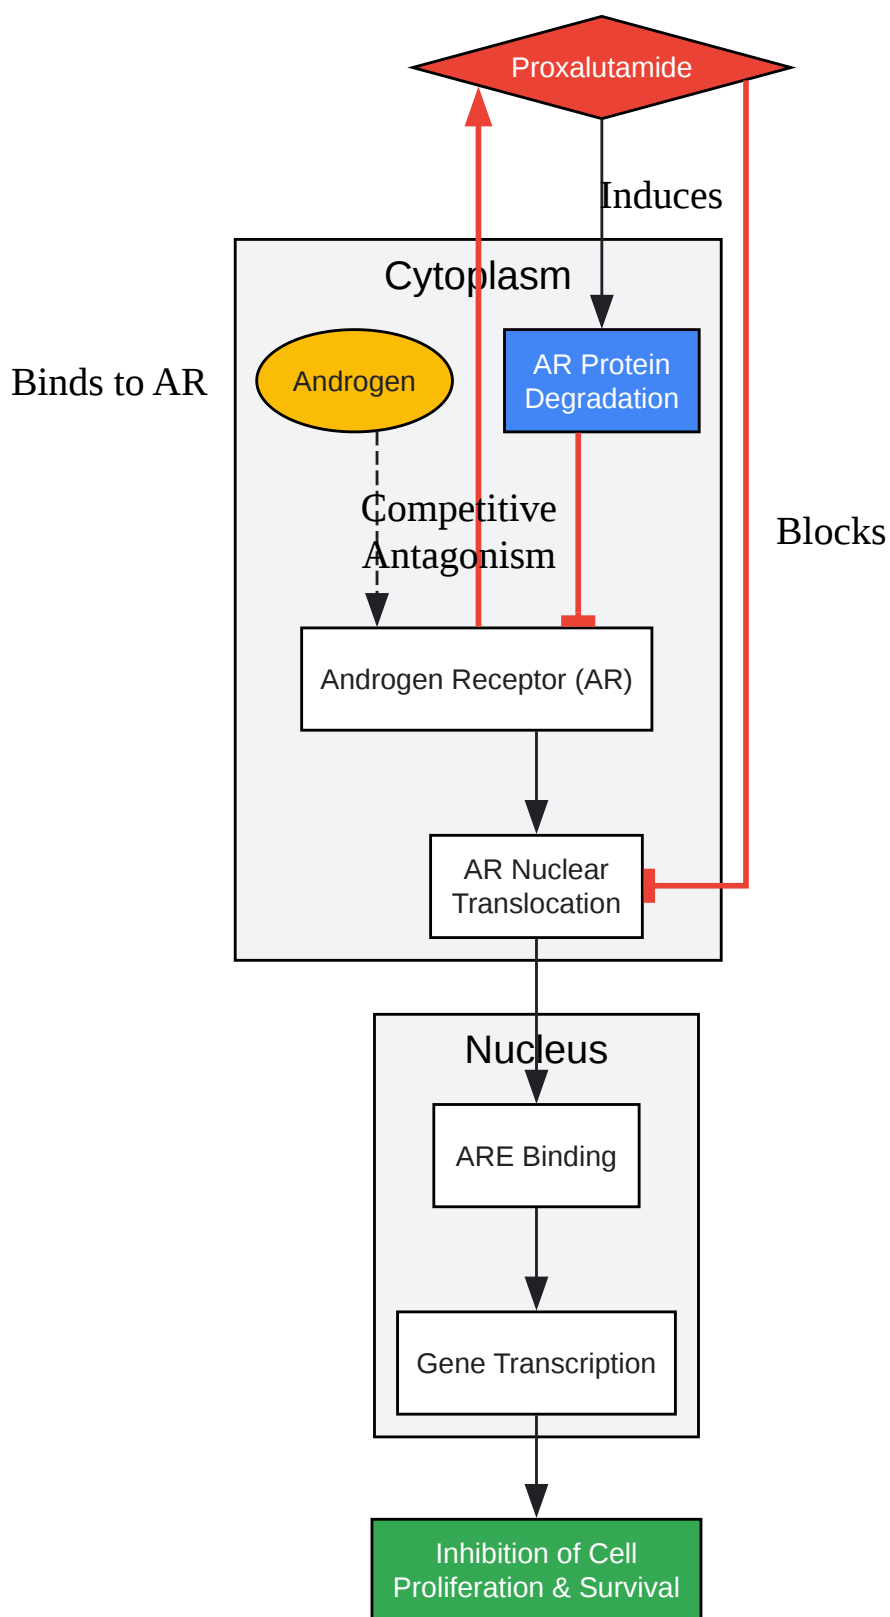 Proxalutamide
Induces
Cytoplasm
Binds to AR
Androgen
AR Protein
Degradation
Competitive
Antagonism
Blocks
Androgen Receptor (AR)
AR Nuclear
Translocation
Nucleus
ARE Binding
Gene Transcription
Inhibition of Cell
Proliferation & Survival